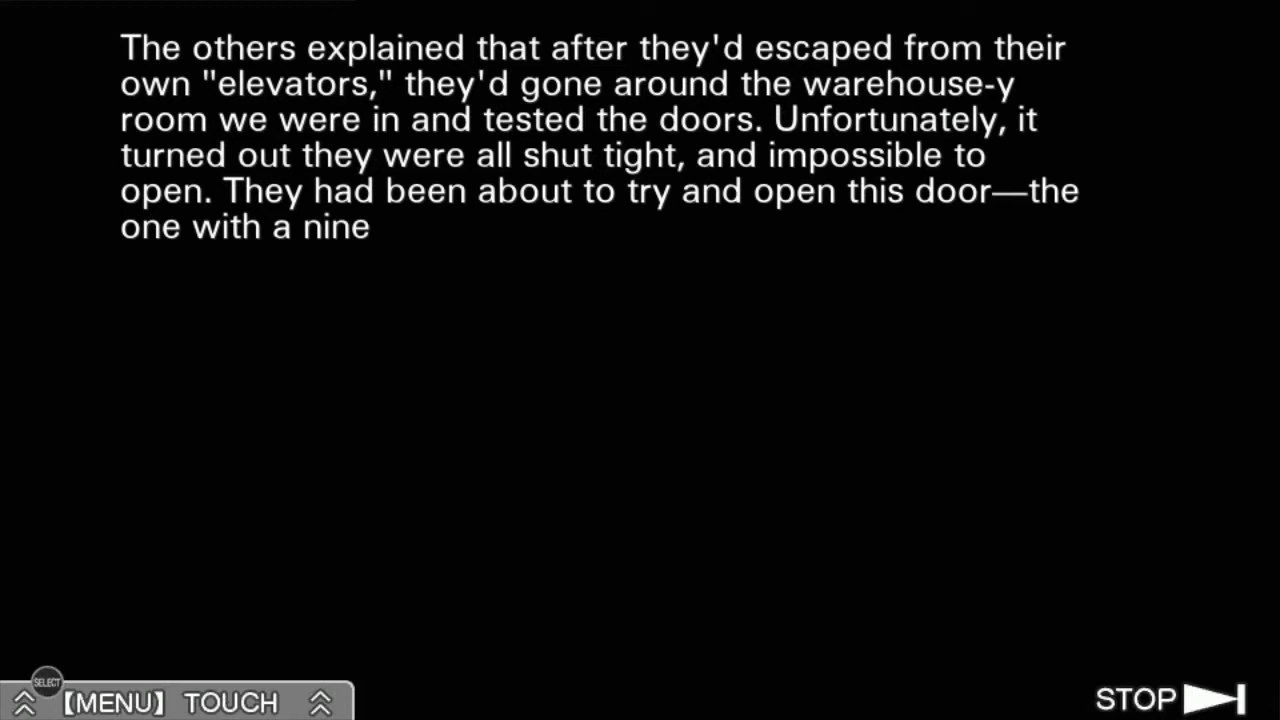 The others explained that after they'd escaped from their
own "elevators," they'd gone around the warehouse-y
room we were in and tested the doors. Unfortunately, it
turned out they were all shut tight, and impossible to
open. They had been about to try and open this door—the
one with a nine
SELECT
【MENU】 TOUCH
STOP